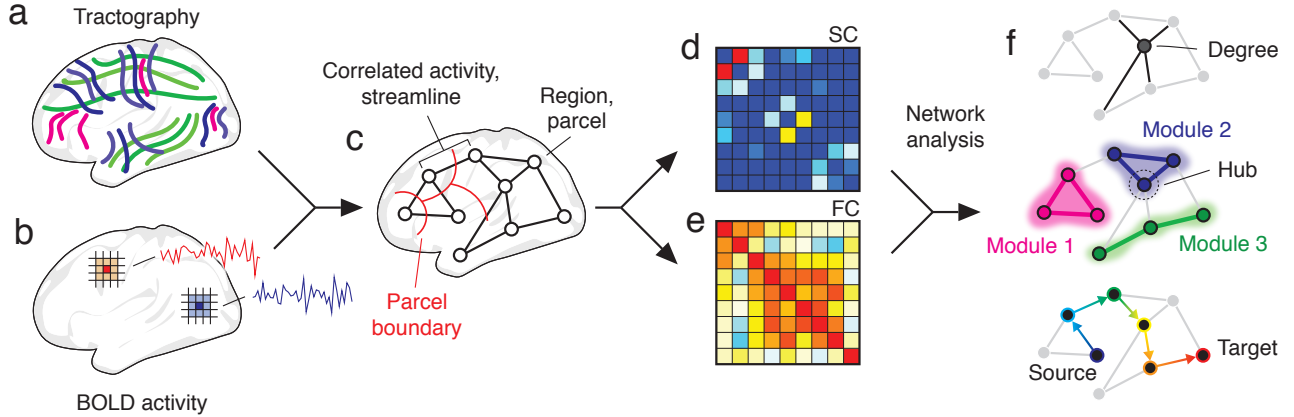 a
Tractography
b
BOLD activity
c
Correlated activity,
streamline
Region,
parcel
Parcel
boundary
d
SC
e
FC
Network
analysis
f
Degree
Module 2
Hub
Module 1
Module 3
Source
Target